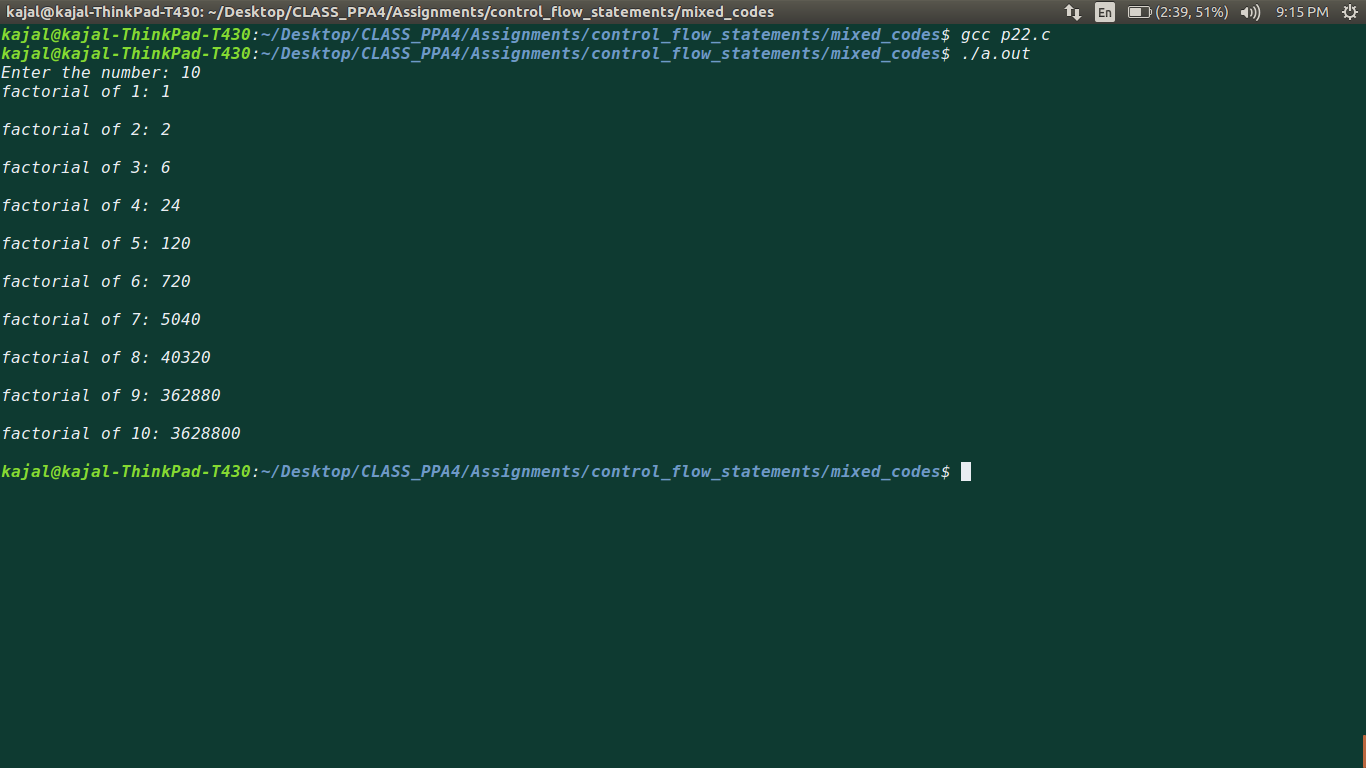 kajal@kajal-ThinkPad-T430: ~/Desktop/CLASS_PPA4/Assignments/control_flow_statements/mixed_codes En (2:39, 51%) 9:15 PM
kajal@kajal-ThinkPad-T430:~/Desktop/CLASS_PPA4/Assignments/control_flow_statements/mixed_codes$ gcc p22.c
kajal@kajal-ThinkPad-T430:~/Desktop/CLASS_PPA4/Assignments/control_flow_statements/mixed_codes$ ./a.out
Enter the number: 10
factorial of 1: 1
factorial of 2: 2
factorial of 3: 6
factorial of 4: 24
factorial of 5: 120
factorial of 6: 720
factorial of 7: 5040
factorial of 8: 40320
factorial of 9: 362880
factorial of 10: 3628800
kajal@kajal-ThinkPad-T430:~/Desktop/CLASS_PPA4/Assignments/control_flow_statements/mixed_codes$